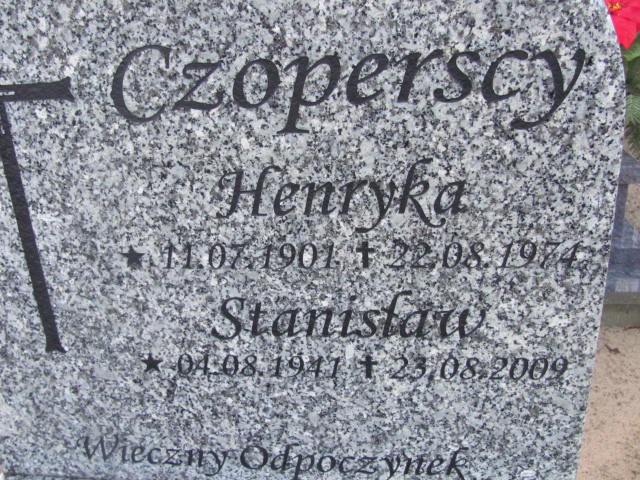 Czoperscy
Henryka
★ 11.07.1901 ✝ 22.08.1974
Stanisław
★ 04.08.1941 ✝ 23.08.2009
Wieczny Odpoczynek